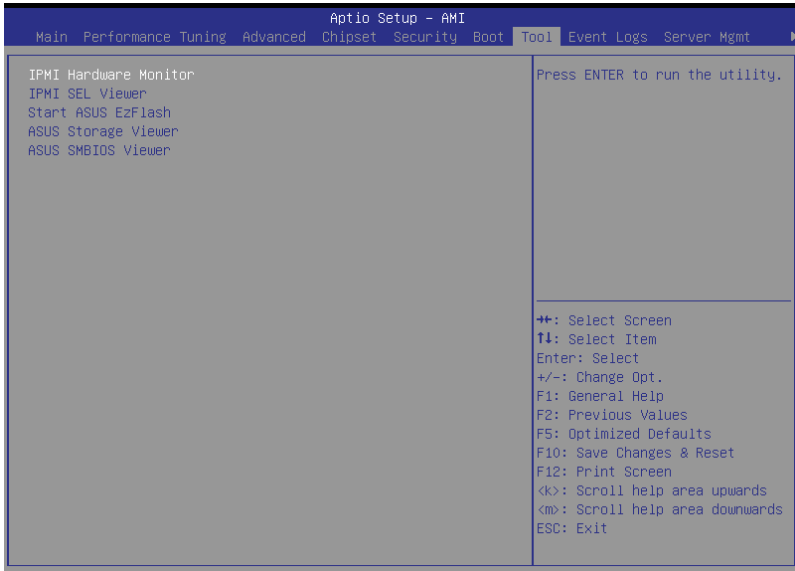 Aptio Setup – AMI
Main Performance Tuning Advanced Chipset Security Boot Tool Event Logs Server Mgmt
IPMI Hardware Monitor
IPMI SEL Viewer
Start ASUS EzFlash
ASUS Storage Viewer
ASUS SMBIOS Viewer
Press ENTER to run the utility.
→←: Select Screen
↑↓: Select Item
Enter: Select
+/-: Change Opt.
F1: General Help
F2: Previous Values
F5: Optimized Defaults
F10: Save Changes & Reset
F12: Print Screen
<k>: Scroll help area upwards
<m>: Scroll help area downwards
ESC: Exit